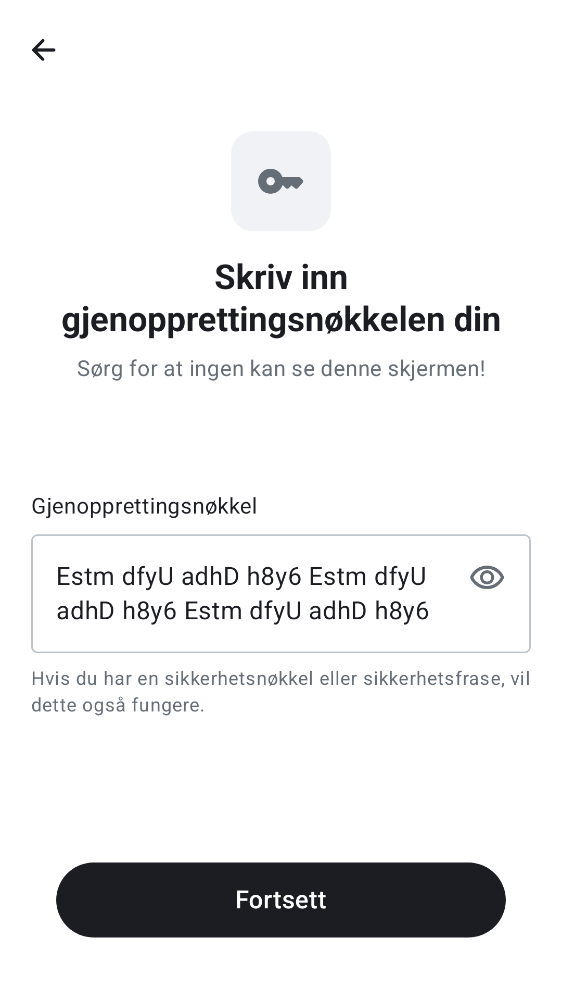 Skriv inn
gjenopprettingsnøkkelen din
Sørg for at ingen kan se denne skjermen!
Gjenopprettingsnøkkel
Estm dfyU adhD h8y6 Estm dfyU
adhD h8y6 Estm dfyU adhD h8y6
Hvis du har en sikkerhetsnøkkel eller sikkerhetsfrase, vil
dette også fungere.
Fortsett